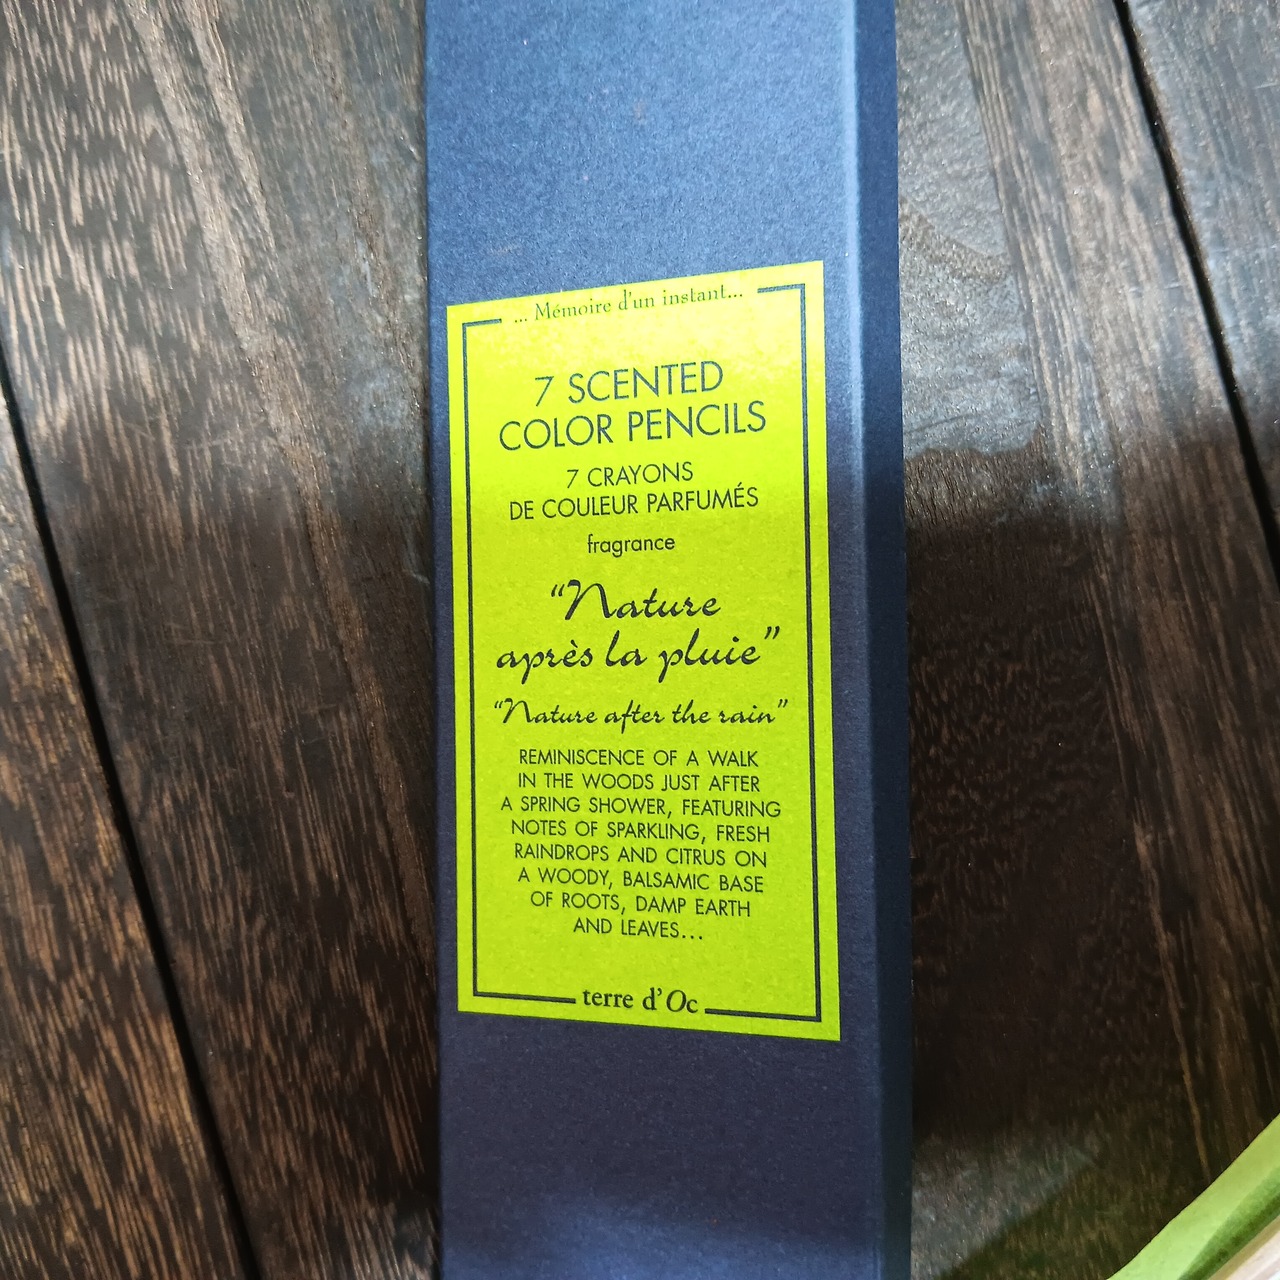 ... Mémoire d'un instant...
7 SCENTED
COLOR PENCILS
7 CRAYONS
DE COULEUR PARFUMÉS
fragrance
“Nature
après la pluie”
“Nature after the rain”
REMINISCENCE OF A WALK
IN THE WOODS JUST AFTER
A SPRING SHOWER, FEATURING
NOTES OF SPARKLING, FRESH
RAINDROPS AND CITRUS ON
A WOODY, BALSAMIC BASE
OF ROOTS, DAMP EARTH
AND LEAVES...
terre d'Oc